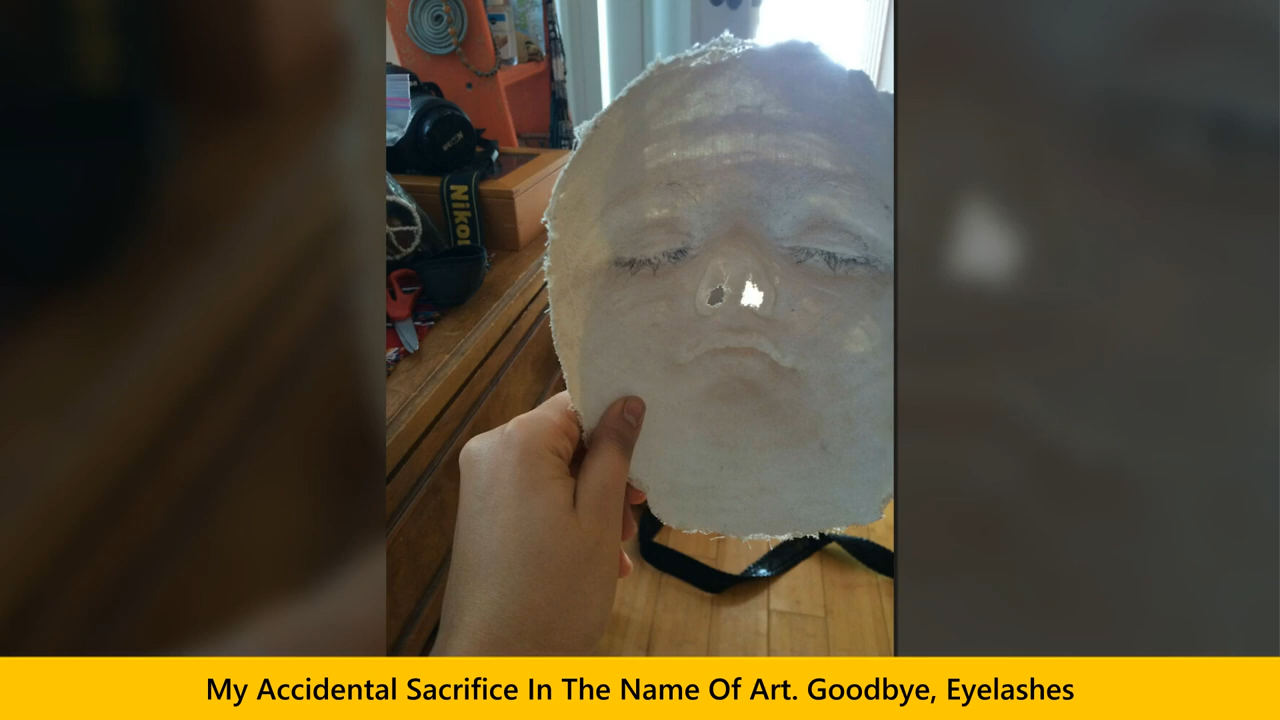 Nikon
My Accidental Sacrifice In The Name Of Art. Goodbye, Eyelashes